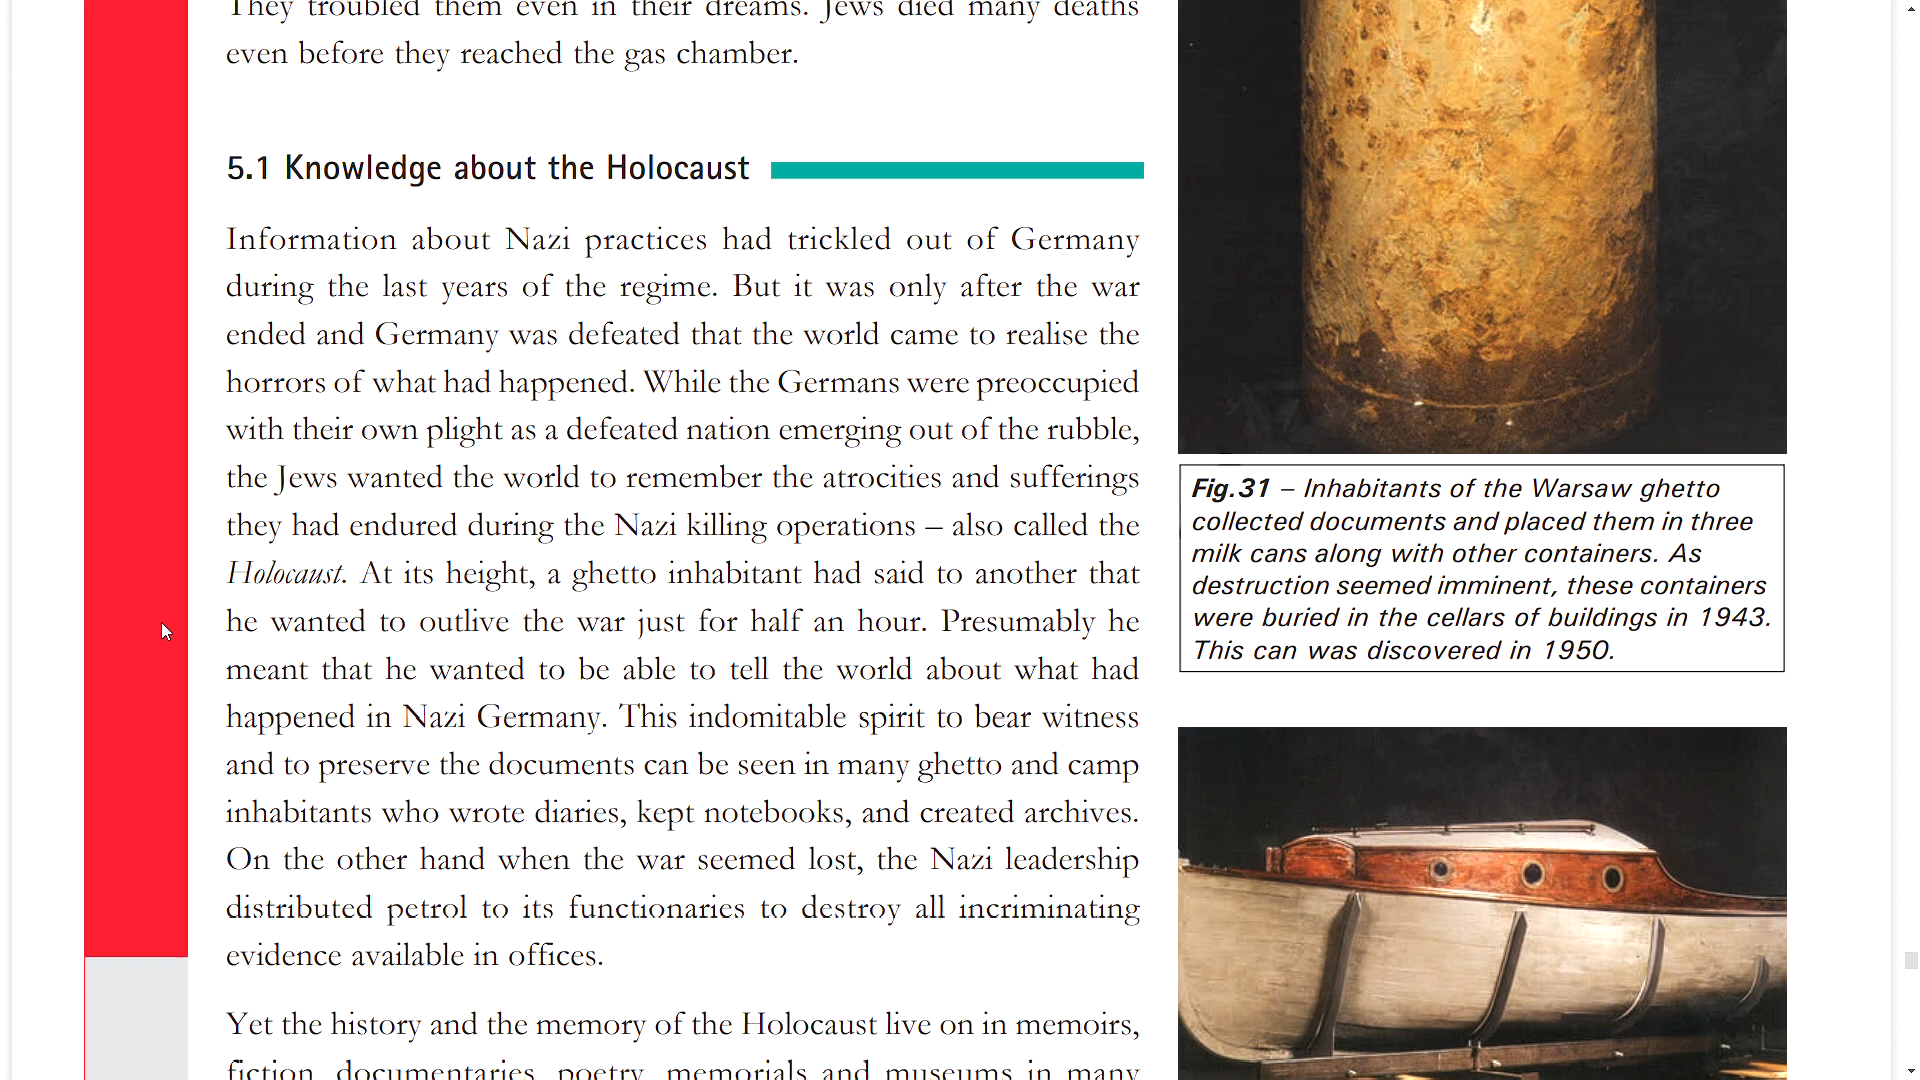 They troubled them even in their dreams. Jews died many deaths
even before they reached the gas chamber.
5.1 Knowledge about the Holocaust
Information about Nazi practices had trickled out of Germany
during the last years of the regime. But it was only after the war
ended and Germany was defeated that the world came to realise the
horrors of what had happened. While the Germans were preoccupied
with their own plight as a defeated nation emerging out of the rubble,
the Jews wanted the world to remember the atrocities and sufferings
they had endured during the Nazi killing operations – also called the
Holocaust. At its height, a ghetto inhabitant had said to another that
he wanted to outlive the war just for half an hour. Presumably he
meant that he wanted to be able to tell the world about what had
happened in Nazi Germany. This indomitable spirit to bear witness
and to preserve the documents can be seen in many ghetto and camp
inhabitants who wrote diaries, kept notebooks, and created archives.
On the other hand when the war seemed lost, the Nazi leadership
distributed petrol to its functionaries to destroy all incriminating
evidence available in offices.
Yet the history and the memory of the Holocaust live on in memoirs,
fiction, documentaries, poetry, memorials and museums in many
Fig.31 – Inhabitants of the Warsaw ghetto
collected documents and placed them in three
milk cans along with other containers. As
destruction seemed imminent, these containers
were buried in the cellars of buildings in 1943.
This can was discovered in 1950.